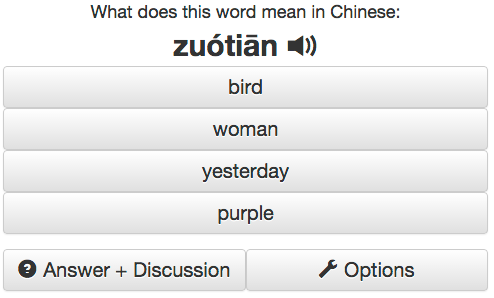 What does this word mean in Chinese:
zuótiān
bird
woman
yesterday
purple
Answer + Discussion Options